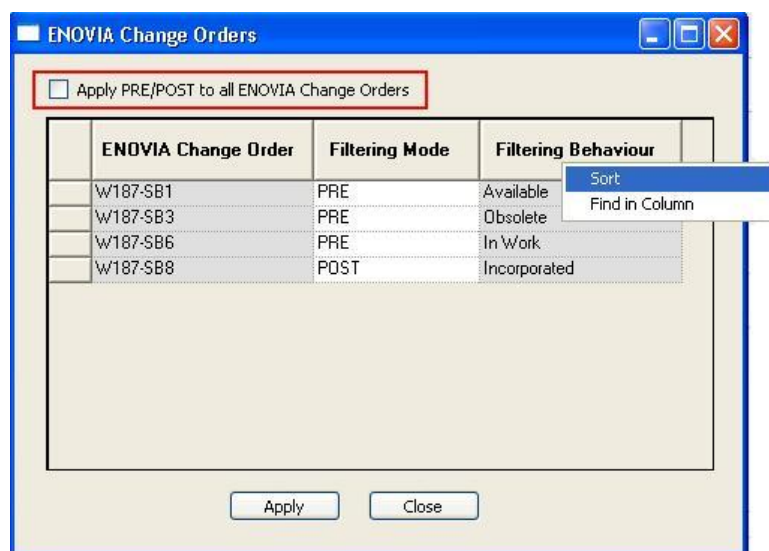 ENOVIA Change Orders
Apply PRE/POST to all ENOVIA Change Orders
ENOVIA Change Order Filtering Mode Filtering Behaviour
Sort
W187-SB1 PRE Available
Find in Column
W187-SB3 PRE Obsolete
W187-SB6 PRE In Work
W187-SB8 POST Incorporated
Apply Close